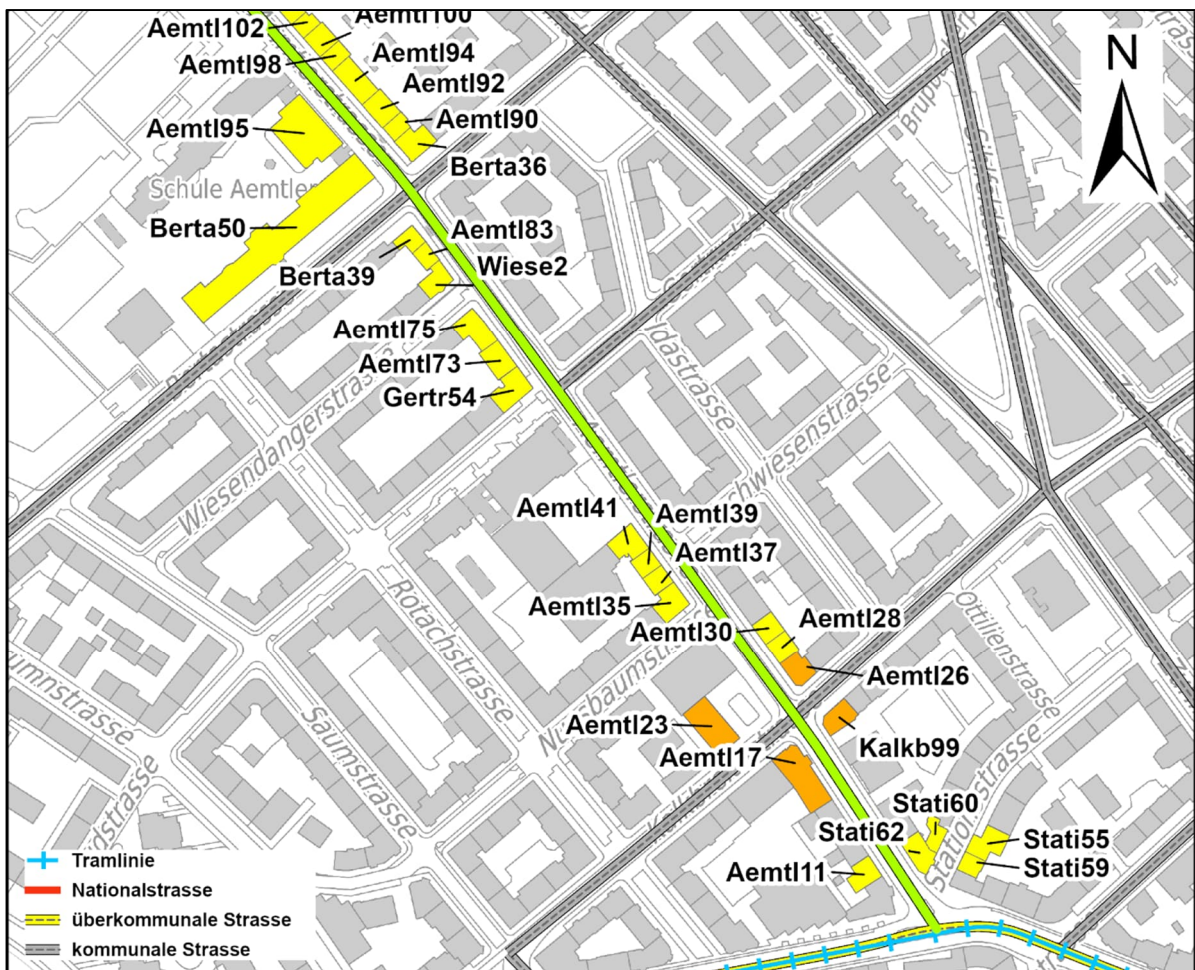 Aemtl100
Aemtl102
Aemtl94
Aemtl98
Aemtl92
Aemtl90
Aemtl95
Berta36
Schule Aemtler
Berta50
Aemtl83
Wiese2
Berta39
Aemtl75
Aemtl73
Gertr54
Idastrasse
Wiesendangerstrasse
Aemtl41
Aemtl39
Aemtl37
Aemtl35
Aemtl30
Aemtl28
Aemtl26
Rotachstrasse
Ottilienstrasse
Aemtl23
Aemtl17
Kalkb99
Saumstrasse
Stati60
Stati62
Stati55
Stati59
Aemtl11
N
Tramlinie
Nationalstrasse
überkommunale Strasse
kommunale Strasse